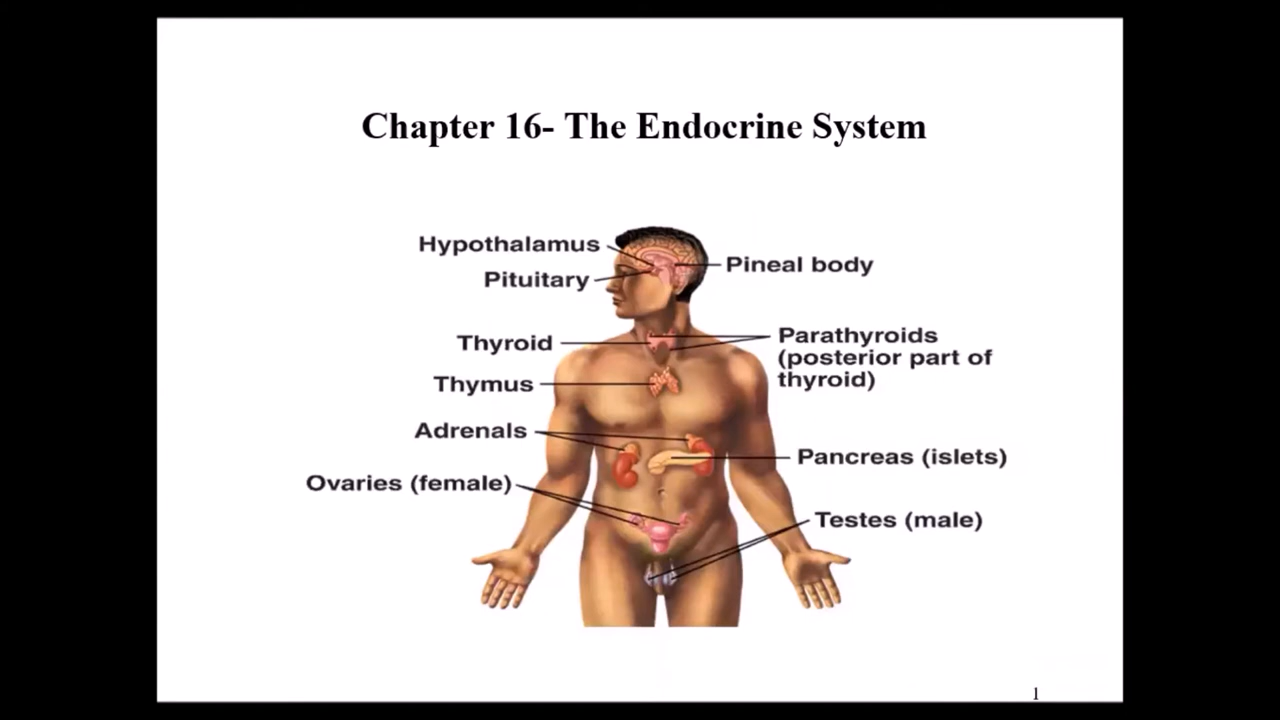 Chapter 16- The Endocrine System
Hypothalamus
Pineal body
Pituitary
Thyroid
Parathyroids
(posterior part of
thyroid)
Thymus
Adrenals
Pancreas (islets)
Ovaries (female)
Testes (male)
1